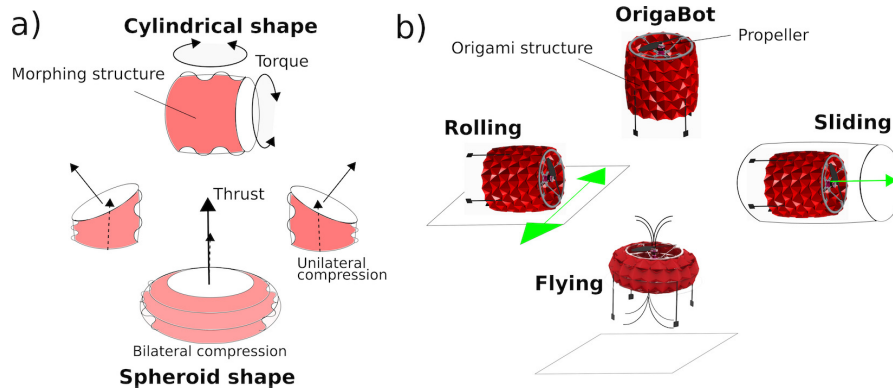 a)
Cylindrical shape
Morphing structure
Torque
Thrust
Unilateral
compression
Bilateral compression
Spheroid shape
b)
OrigaBot
Origami structure
Propeller
Rolling
Sliding
Flying